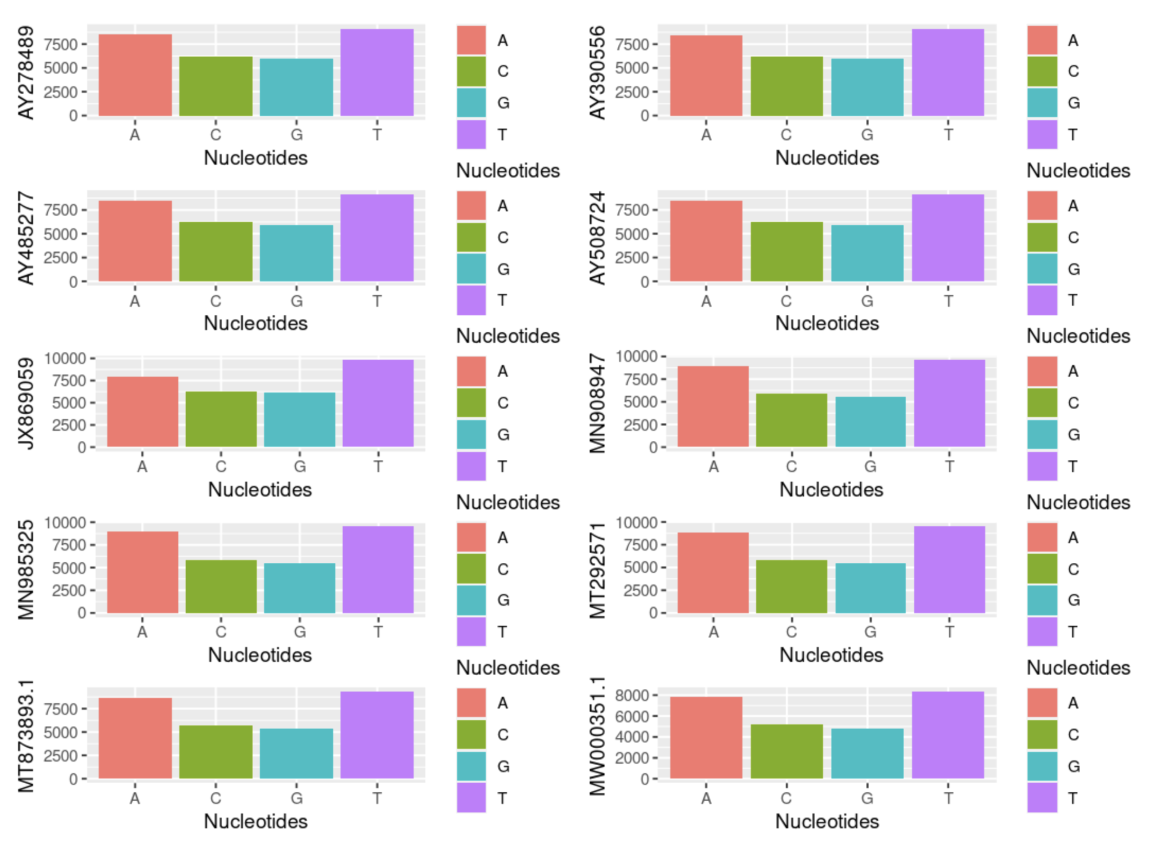 AY278489
7500
5000
2500
0
A C G T
Nucleotides
A
C
G
T
AY390556
7500
5000
2500
0
A C G T
Nucleotides
A
C
G
T
AY485277
7500
5000
2500
0
A C G T
Nucleotides
Nucleotides
A
C
G
T
AY508724
7500
5000
2500
0
A C G T
Nucleotides
Nucleotides
A
C
G
T
JX869059
10000
7500
5000
2500
0
A C G T
Nucleotides
Nucleotides
A
C
G
T
MN908947
10000
7500
5000
2500
0
A C G T
Nucleotides
Nucleotides
A
C
G
T
MN985325
10000
7500
5000
2500
0
A C G T
Nucleotides
Nucleotides
A
C
G
T
MT292571
10000
7500
5000
2500
0
A C G T
Nucleotides
Nucleotides
A
C
G
T
MT873893.1
7500
5000
2500
0
A C G T
Nucleotides
Nucleotides
A
C
G
T
MW000351.1
8000
6000
4000
2000
0
A C G T
Nucleotides
Nucleotides
A
C
G
T